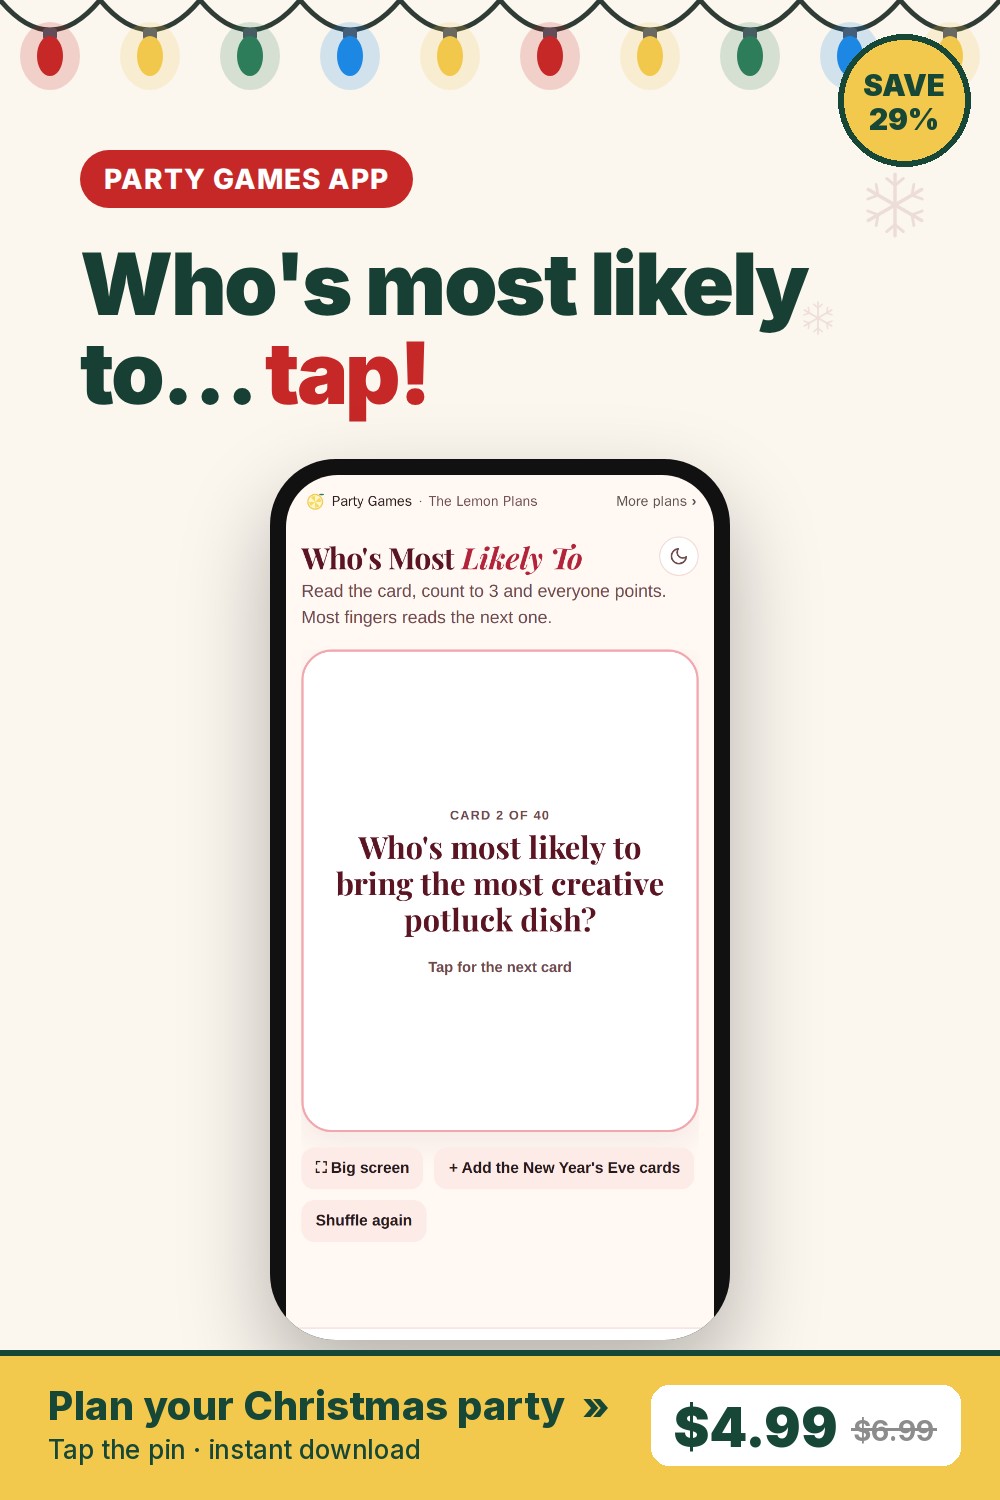 SAVE
29%
PARTY GAMES APP
Who's most likely
to... tap!
Party Games · The Lemon Plans
More plans ›
Who's Most Likely To
Read the card, count to 3 and everyone points.
Most fingers reads the next one.
CARD 2 OF 40
Who's most likely to
bring the most creative
potluck dish?
Tap for the next card
Big screen
+ Add the New Year's Eve cards
Shuffle again
Plan your Christmas party »
Tap the pin · instant download
$4.99 $6.99